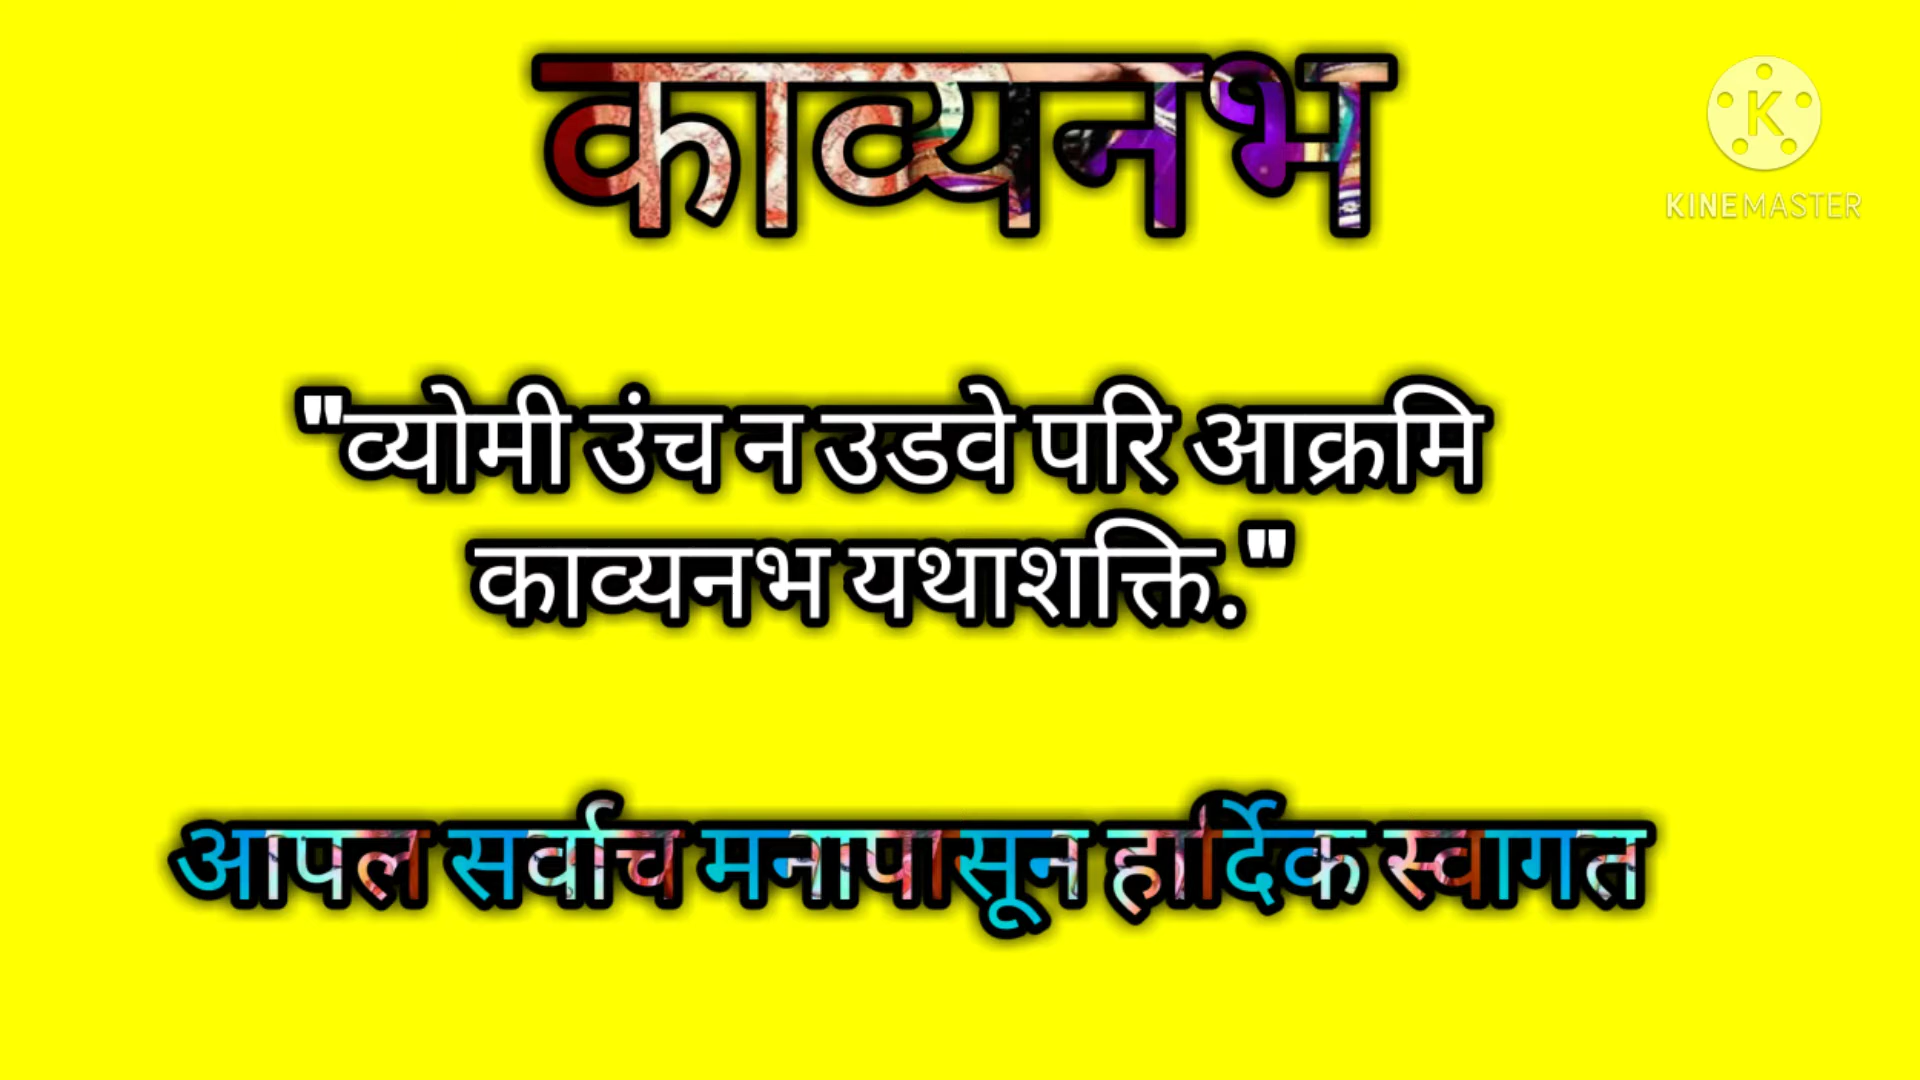 काव्यनभ
KINEMASTER
"व्योमी उंच न उडवे परि आक्रमि
काव्यनभ यथाशक्ति."
आपल सर्वाच मनापासून हार्देिक स्वागत